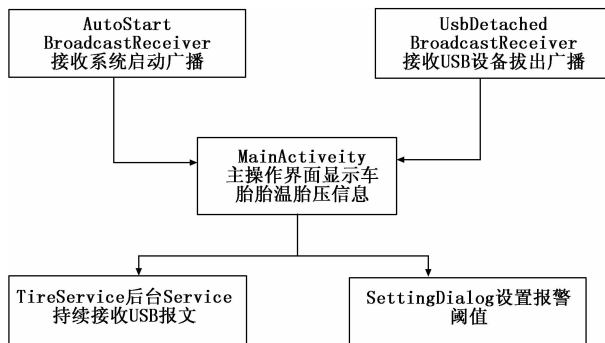 AutoStart
BroadcastReceiver
接收系统启动广播
UsbDetached
BroadcastReceiver
接收USB设备拔出广播
MainActiveity
主操作界面显示车
胎胎温胎压信息
TireService后台Service
持续接收USB报文
SettingDialog设置报警
阈值